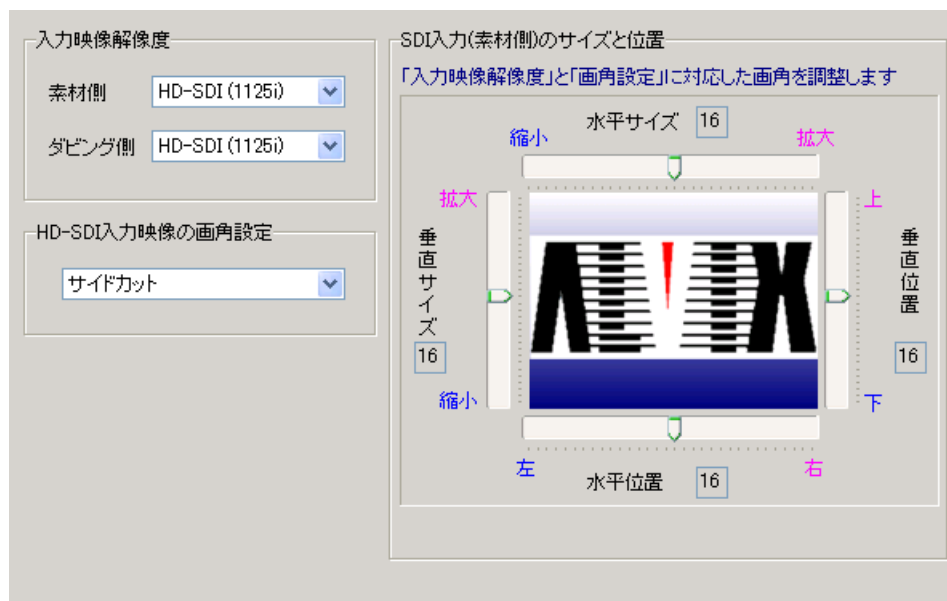 入力映像解像度
素材側 HD-SDI (1125i)
ダビング側 HD-SDI (1125i)
HD-SDI入力映像の画角設定
サイドカット
SDI入力(素材側)のサイズと位置
「入力映像解像度」と「画角設定」に対応した画角を調整します
水平サイズ 16
縮小 拡大
拡大
垂直サイズ
16
縮小
上
垂直位置
16
下
左 右
水平位置 16